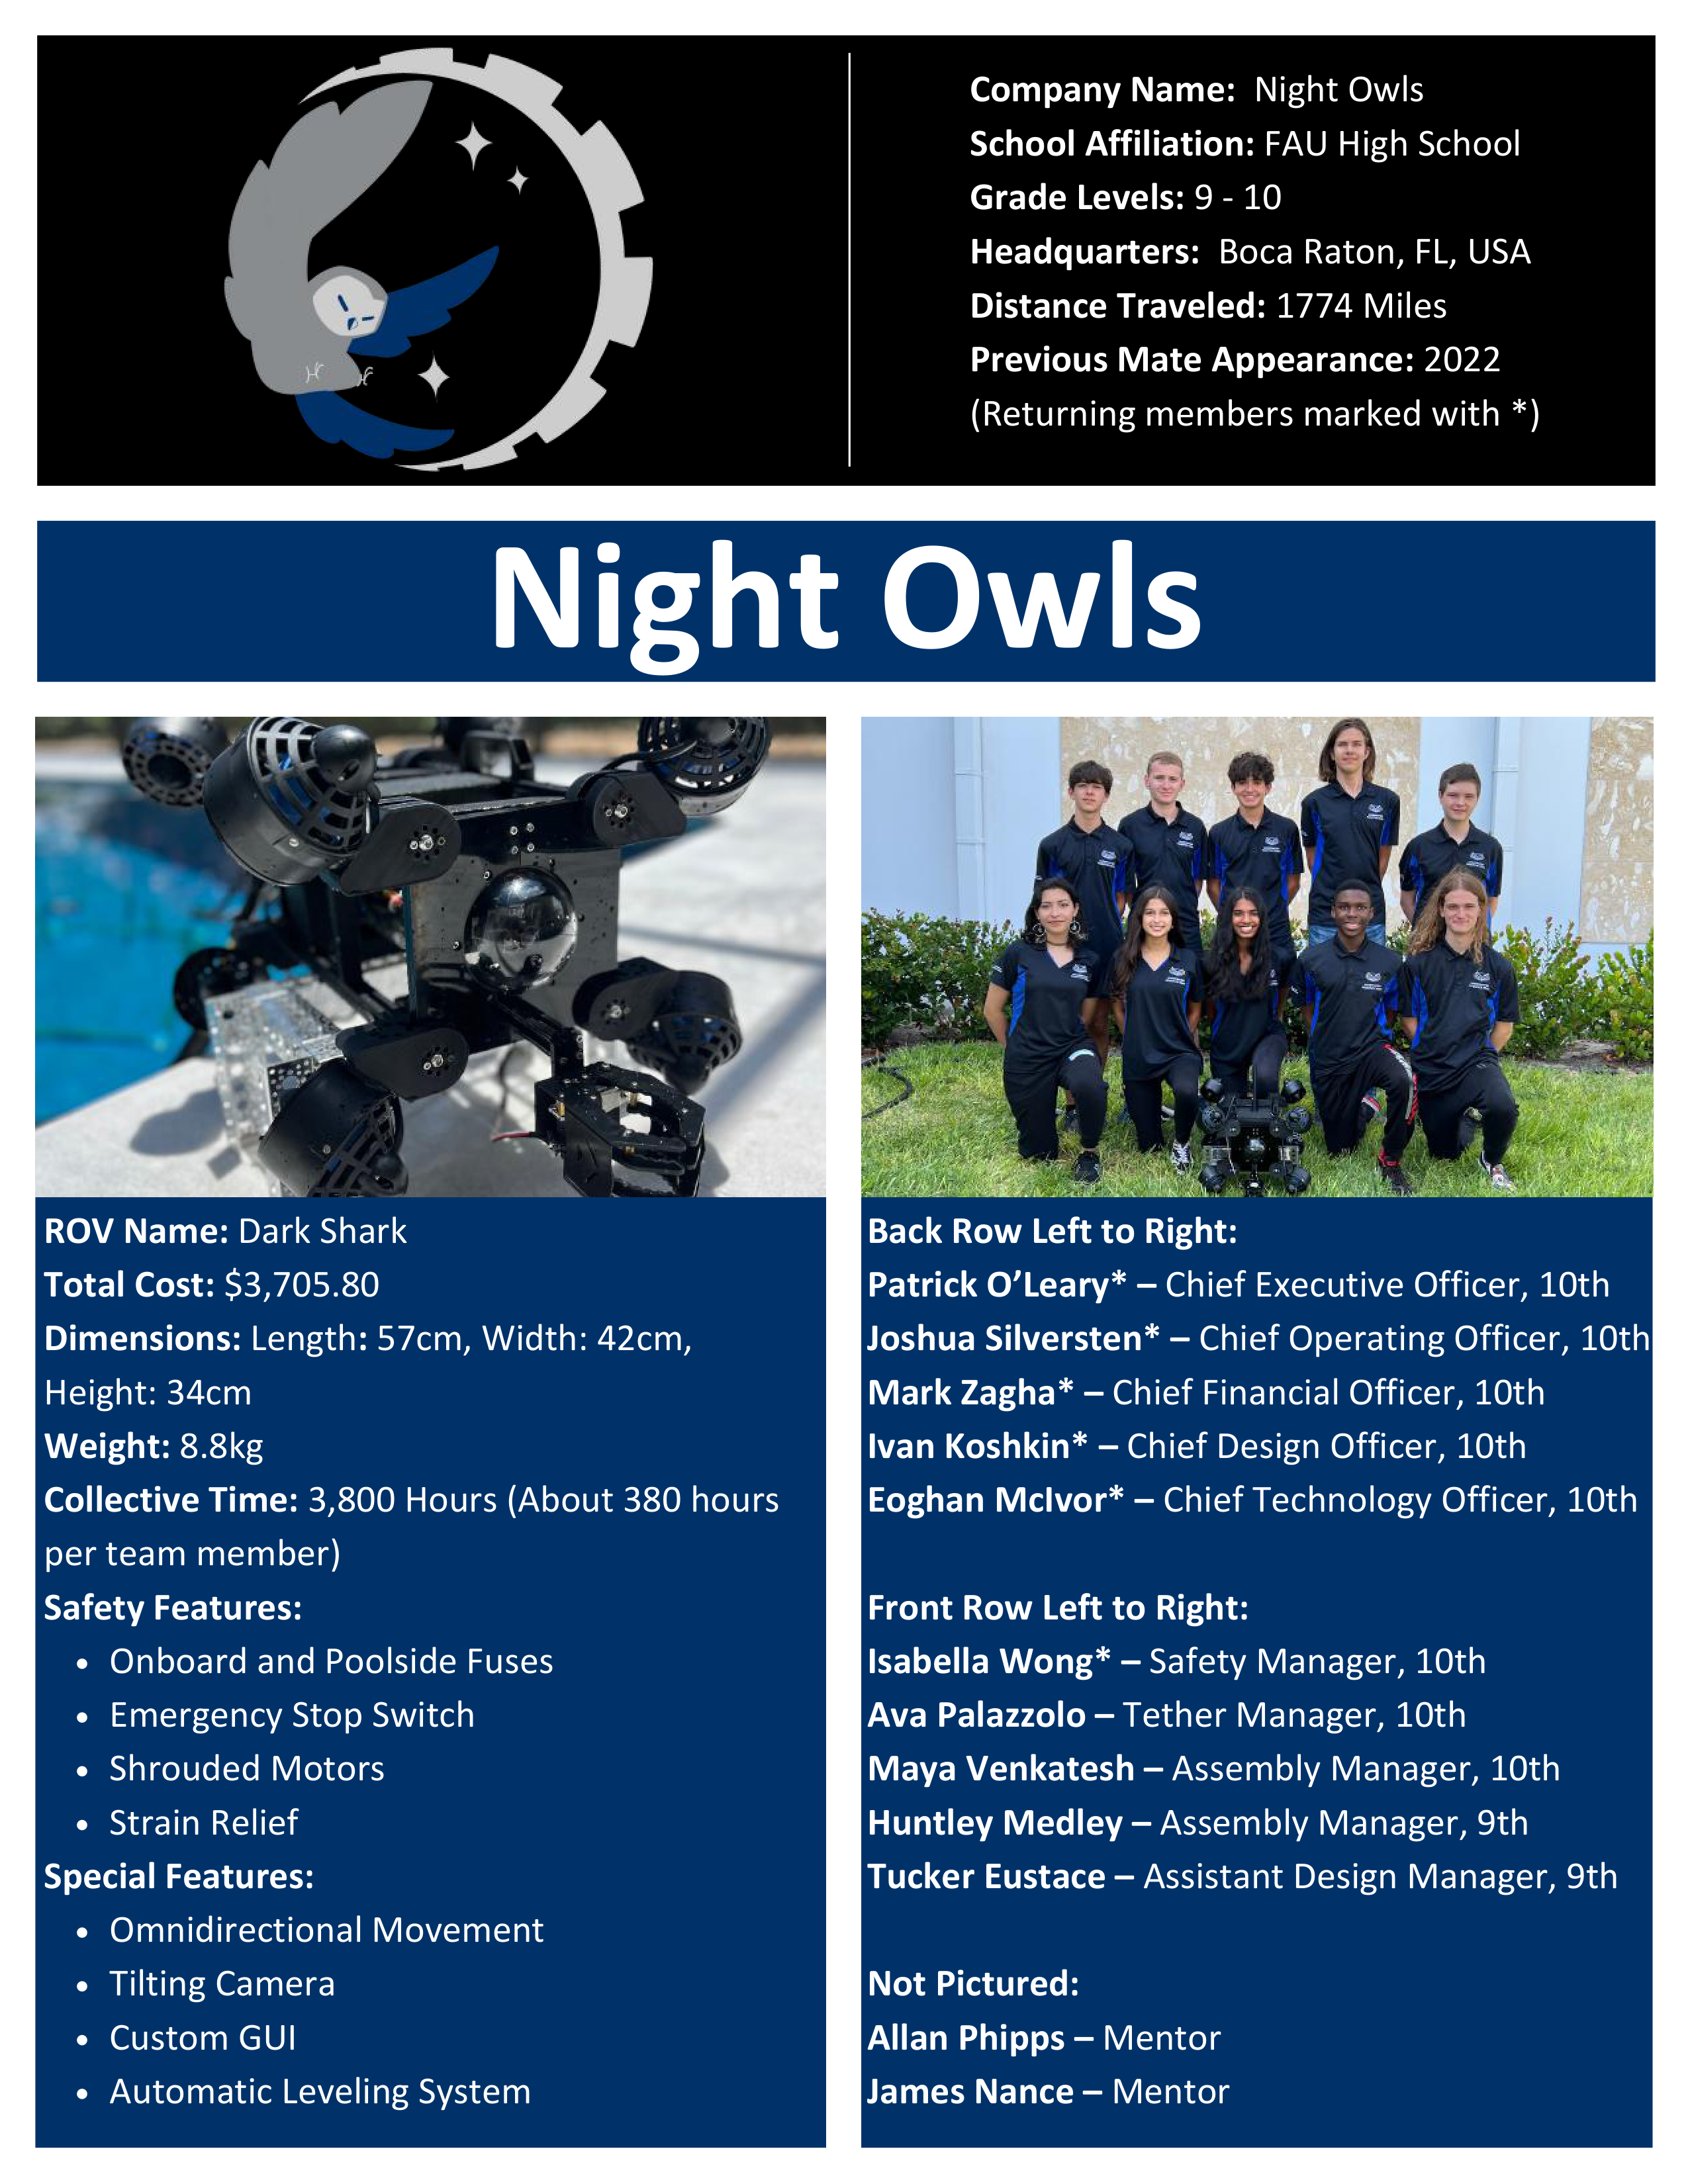 Company Name:  Night Owls
School Affiliation: FAU High School
Grade Levels: 9 - 10
Headquarters:  Boca Raton, FL, USA
Distance Traveled: 1774 Miles
Previous Mate Appearance: 2022
(Returning members marked with *)
Night Owls
ROV Name: Dark Shark
Total Cost: $3,705.80
Dimensions: Length: 57cm, Width: 42cm,
Height: 34cm
Weight: 8.8kg
Collective Time: 3,800 Hours (About 380 hours
per team member)
Safety Features:
• Onboard and Poolside Fuses
• Emergency Stop Switch
• Shrouded Motors
• Strain Relief
Special Features:
• Omnidirectional Movement
• Tilting Camera
• Custom GUI
• Automatic Leveling System
Back Row Left to Right:
Patrick O’Leary* – Chief Executive Officer, 10th
Joshua Silversten* – Chief Operating Officer, 10th
Mark Zagha* – Chief Financial Officer, 10th
Ivan Koshkin* – Chief Design Officer, 10th
Eoghan McIvor* – Chief Technology Officer, 10th
Front Row Left to Right:
Isabella Wong* – Safety Manager, 10th
Ava Palazzolo – Tether Manager, 10th
Maya Venkatesh – Assembly Manager, 10th
Huntley Medley – Assembly Manager, 9th
Tucker Eustace – Assistant Design Manager, 9th
Not Pictured:
Allan Phipps – Mentor
James Nance – Mentor